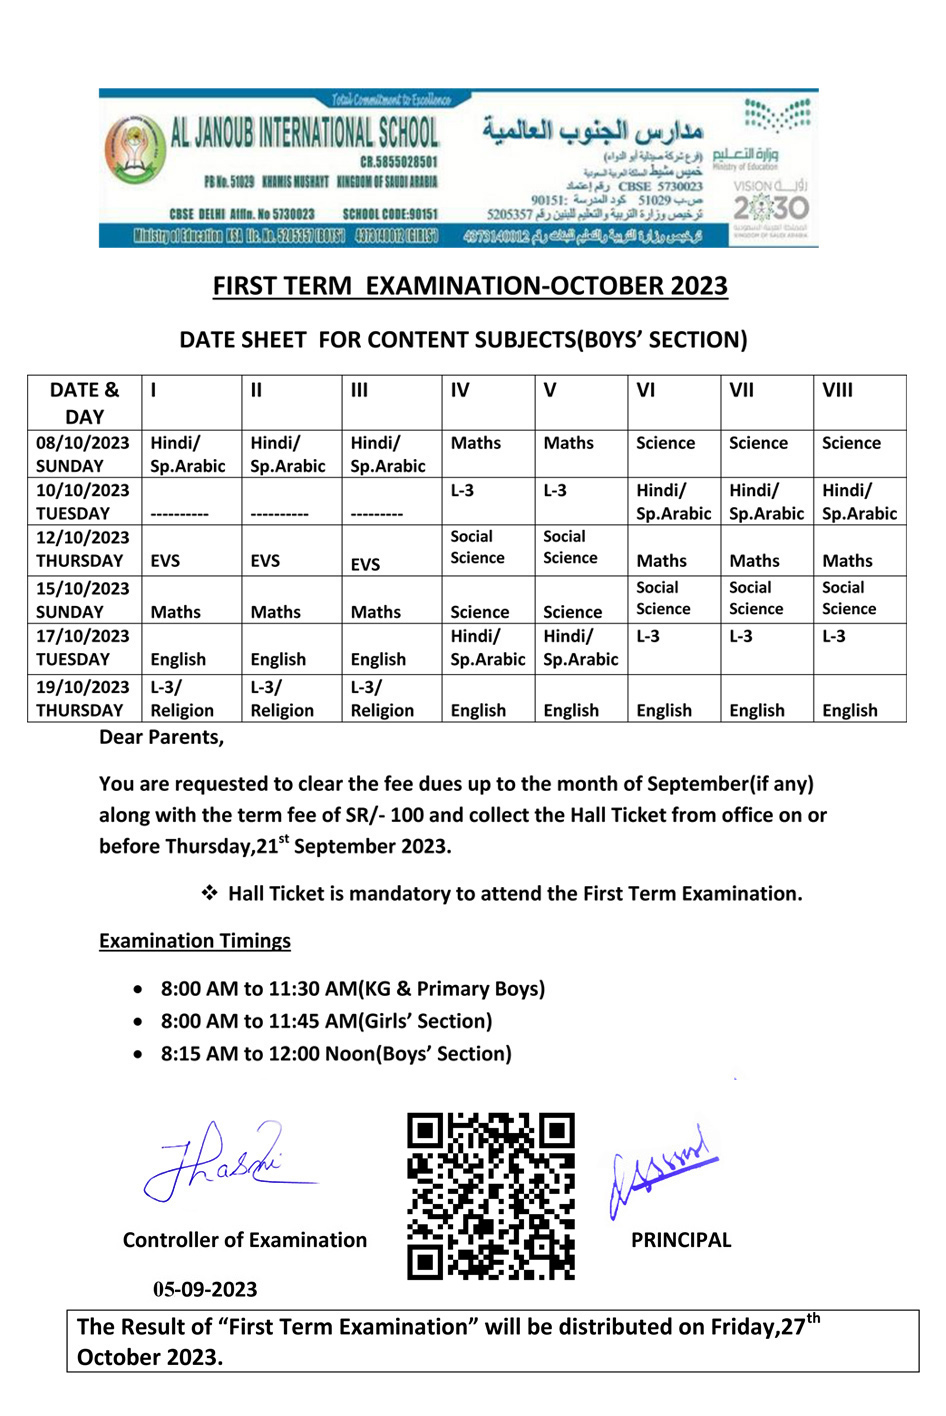 Total Commitment to Excellence
AL JANOUB INTERNATIONAL SCHOOL
CR.5855028501
PB No. 51029 KHAMIS MUSHAYT KINGDOM OF SAUDI ARABIA
CBSE DELHI Affln. No 5730023 SCHOOL CODE:90151
Ministry of Education KSA Lic. No. 5205357 (BOYS) 4373140012 (GIRLS)
مدارس الجنوب العالمية
(فرع شركة صيدلية أبو الدواء)
خميس مشيط المملكة العربية السعودية
CBSE 5730023 رقم إعتماد
ص.ب 51029 كود المدرسة :90151
ترخيص وزارة التربية والتعليم للبنين رقم 5205357
ترخيص وزارة التربية والتعليم للبنات رقم 4373140012
وزارة التعليم
Ministry of Education
VISION رؤية
2030
المملكة العربية السعودية
KINGDOM OF SAUDI ARABIA
FIRST TERM EXAMINATION-OCTOBER 2023
DATE SHEET FOR CONTENT SUBJECTS(B0YS’ SECTION)
DATE & DAY I II III IV V VI VII VIII
08/10/2023 SUNDAY Hindi/ Sp.Arabic Hindi/ Sp.Arabic Hindi/ Sp.Arabic Maths Maths Science Science Science
10/10/2023 TUESDAY ---------- ---------- --------- L-3 L-3 Hindi/ Sp.Arabic Hindi/ Sp.Arabic Hindi/ Sp.Arabic
12/10/2023 THURSDAY EVS EVS EVS Social Science Social Science Maths Maths Maths
15/10/2023 SUNDAY Maths Maths Maths Science Science Social Science Social Science Social Science
17/10/2023 TUESDAY English English English Hindi/ Sp.Arabic Hindi/ Sp.Arabic L-3 L-3 L-3
19/10/2023 THURSDAY L-3/ Religion L-3/ Religion L-3/ Religion English English English English English
Dear Parents,
You are requested to clear the fee dues up to the month of September(if any)
along with the term fee of SR/- 100 and collect the Hall Ticket from office on or
before Thursday,21st September 2023.
❖ Hall Ticket is mandatory to attend the First Term Examination.
Examination Timings
• 8:00 AM to 11:30 AM(KG & Primary Boys)
• 8:00 AM to 11:45 AM(Girls’ Section)
• 8:15 AM to 12:00 Noon(Boys’ Section)
Controller of Examination PRINCIPAL
05-09-2023
The Result of “First Term Examination” will be distributed on Friday,27th
October 2023.